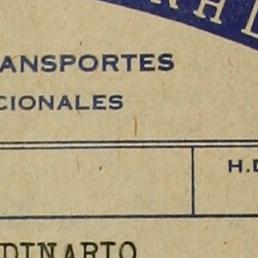 ANSPORTES
CIONALES
H.D
DINARIO